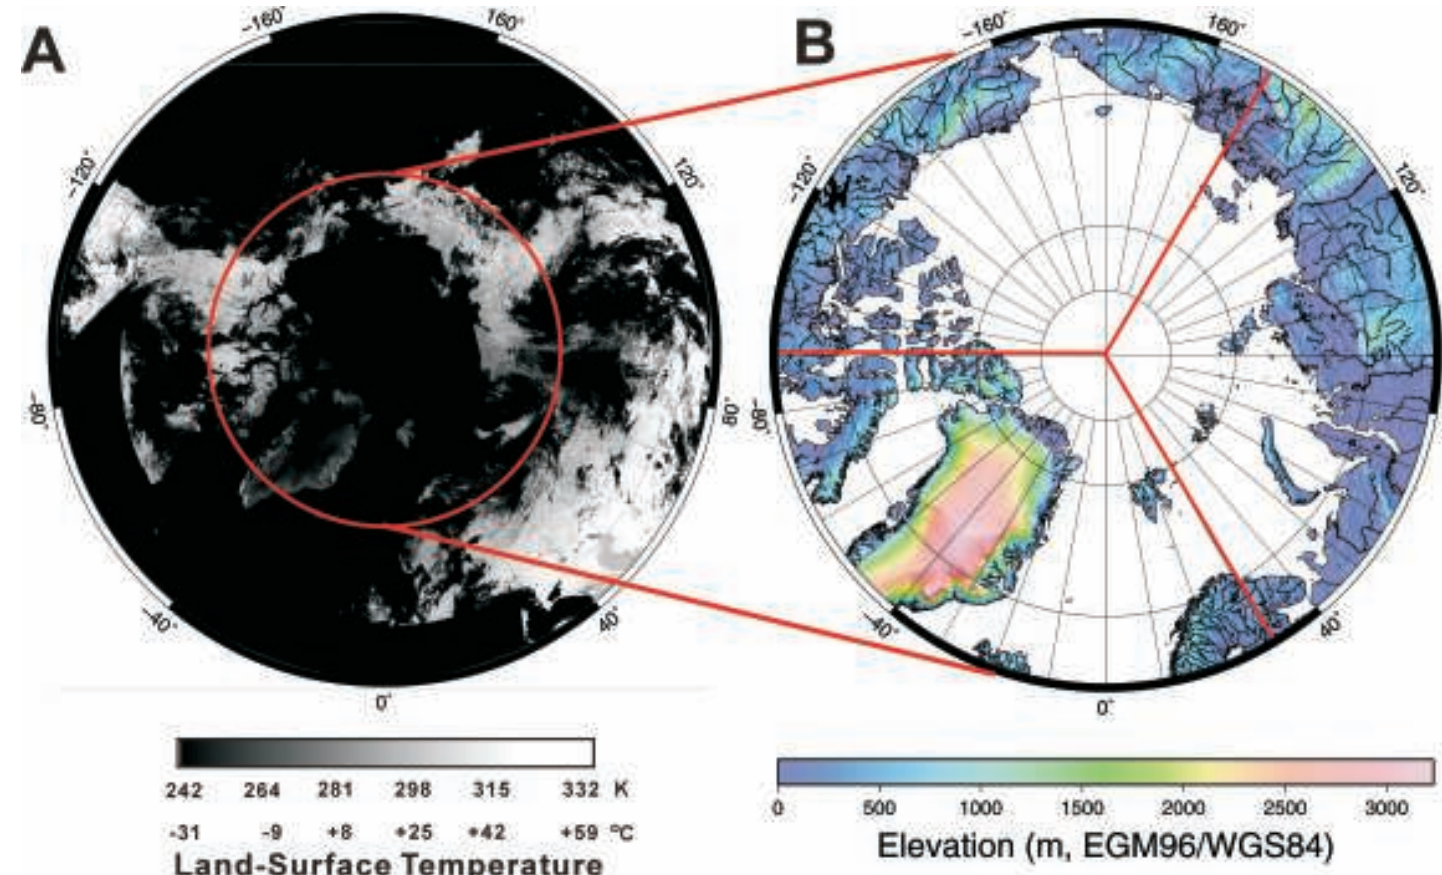 A
-160°
160°
-120°
120°
-80°
80°
-40°
40°
0°
242 264 281 298 315 332 K
-31 -9 +8 +25 +42 +59 °C
Land-Surface Temperature
B
-160°
160°
-120°
120°
-80°
80°
-40°
40°
0°
0 500 1000 1500 2000 2500 3000
Elevation (m, EGM96/WGS84)